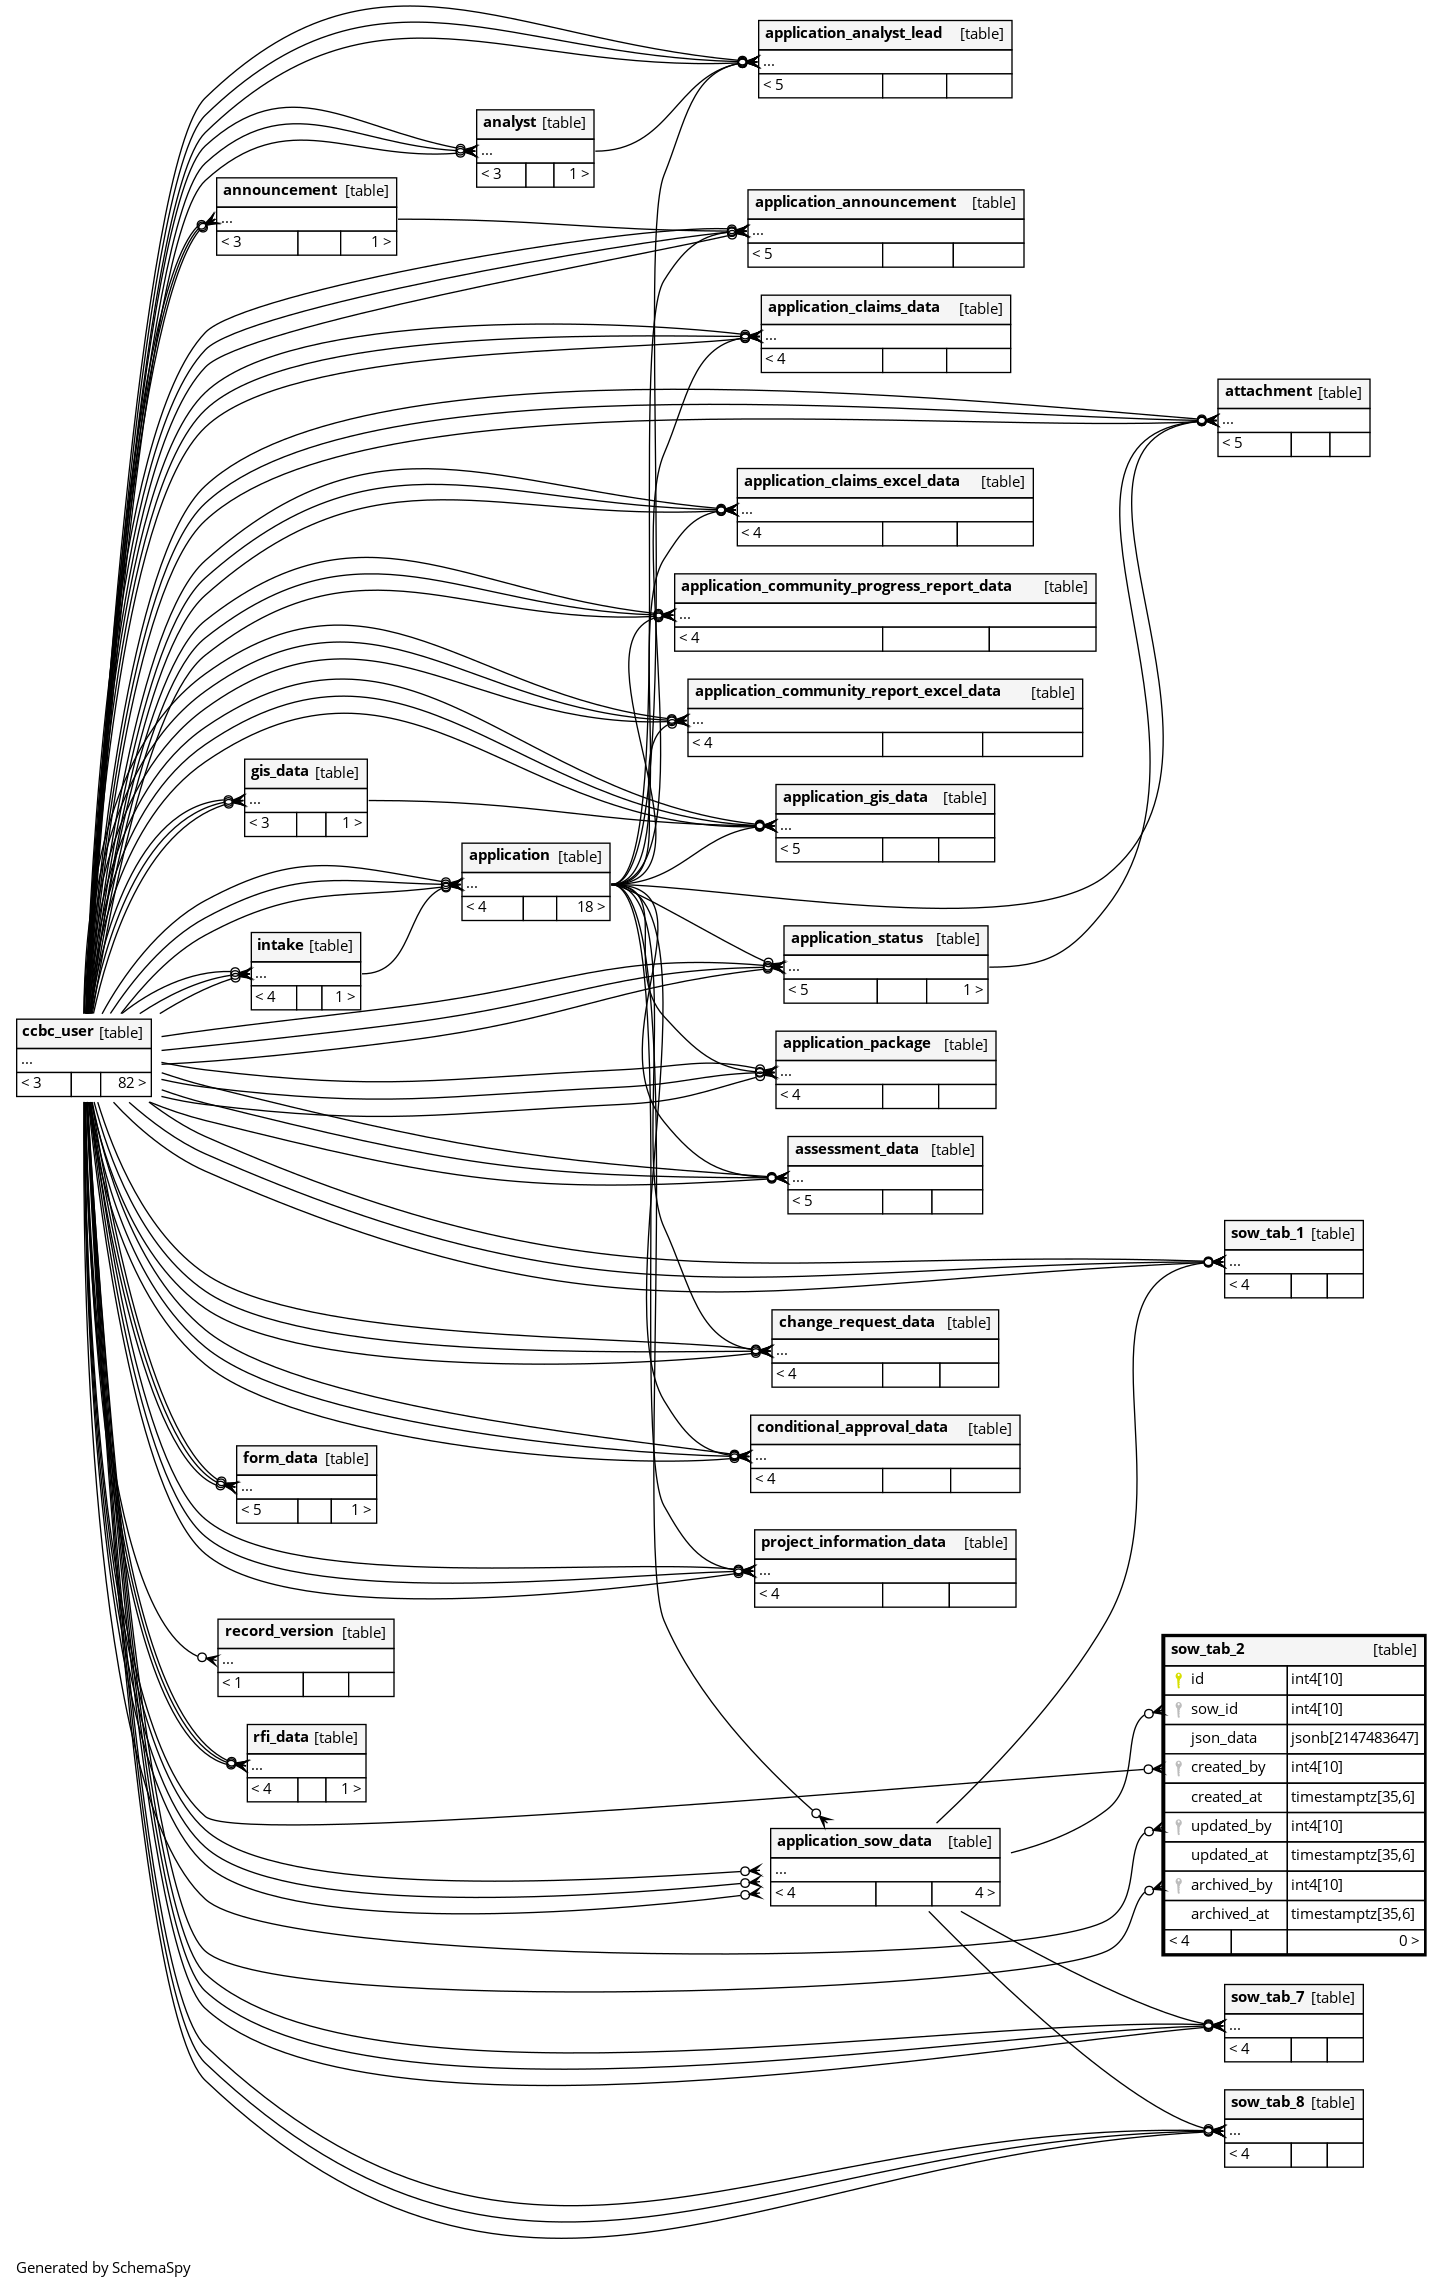 application_analyst_lead [table]
...
< 5
analyst [table]
...
< 3 1 >
announcement [table]
...
< 3 1 >
application_announcement [table]
...
< 5
application_claims_data [table]
...
< 4
attachment [table]
...
< 5
application_claims_excel_data [table]
...
< 4
application_community_progress_report_data [table]
...
< 4
application_community_report_excel_data [table]
...
< 4
gis_data [table]
...
< 3 1 >
application_gis_data [table]
...
< 5
application [table]
...
< 4 18 >
application_status [table]
...
< 5 1 >
intake [table]
...
< 4 1 >
ccbc_user [table]
...
< 3 82 >
application_package [table]
...
< 4
assessment_data [table]
...
< 5
sow_tab_1 [table]
...
< 4
change_request_data [table]
...
< 4
conditional_approval_data [table]
...
< 4
form_data [table]
...
< 5 1 >
project_information_data [table]
...
< 4
record_version [table]
...
< 1
sow_tab_2 [table]
id int4[10]
sow_id int4[10]
json_data jsonb[2147483647]
created_by int4[10]
created_at timestamptz[35,6]
updated_by int4[10]
updated_at timestamptz[35,6]
archived_by int4[10]
archived_at timestamptz[35,6]
< 4 0 >
rfi_data [table]
...
< 4 1 >
application_sow_data [table]
...
< 4 4 >
sow_tab_7 [table]
...
< 4
sow_tab_8 [table]
...
< 4
Generated by SchemaSpy